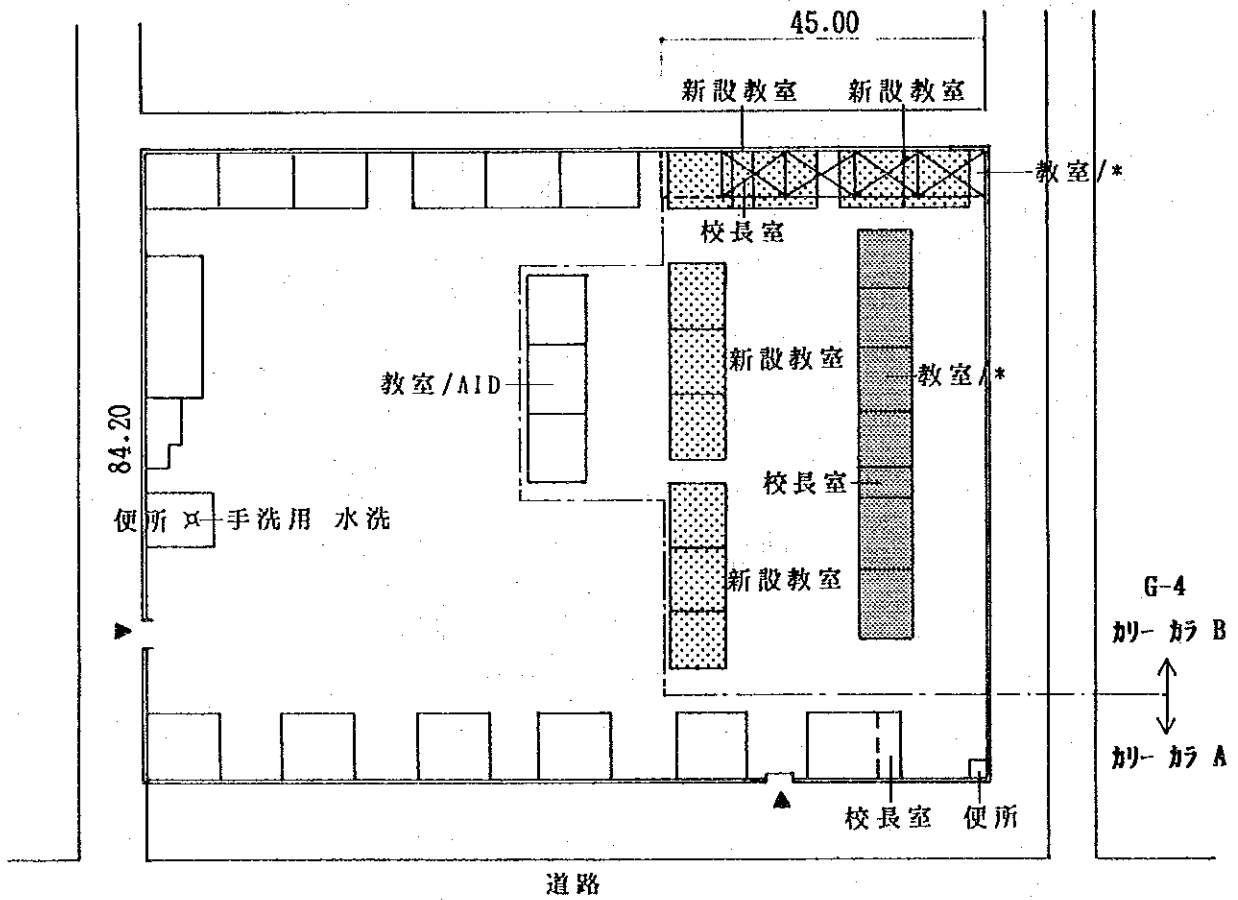 45.00
新設教室 新設教室
教室/*
校長室
新設教室
教室/AID
教室/*
84.20
校長室
便所 手洗用 水洗
新設教室
G-4
カリー カラ B
カリー カラ A
校長室 便所
道路